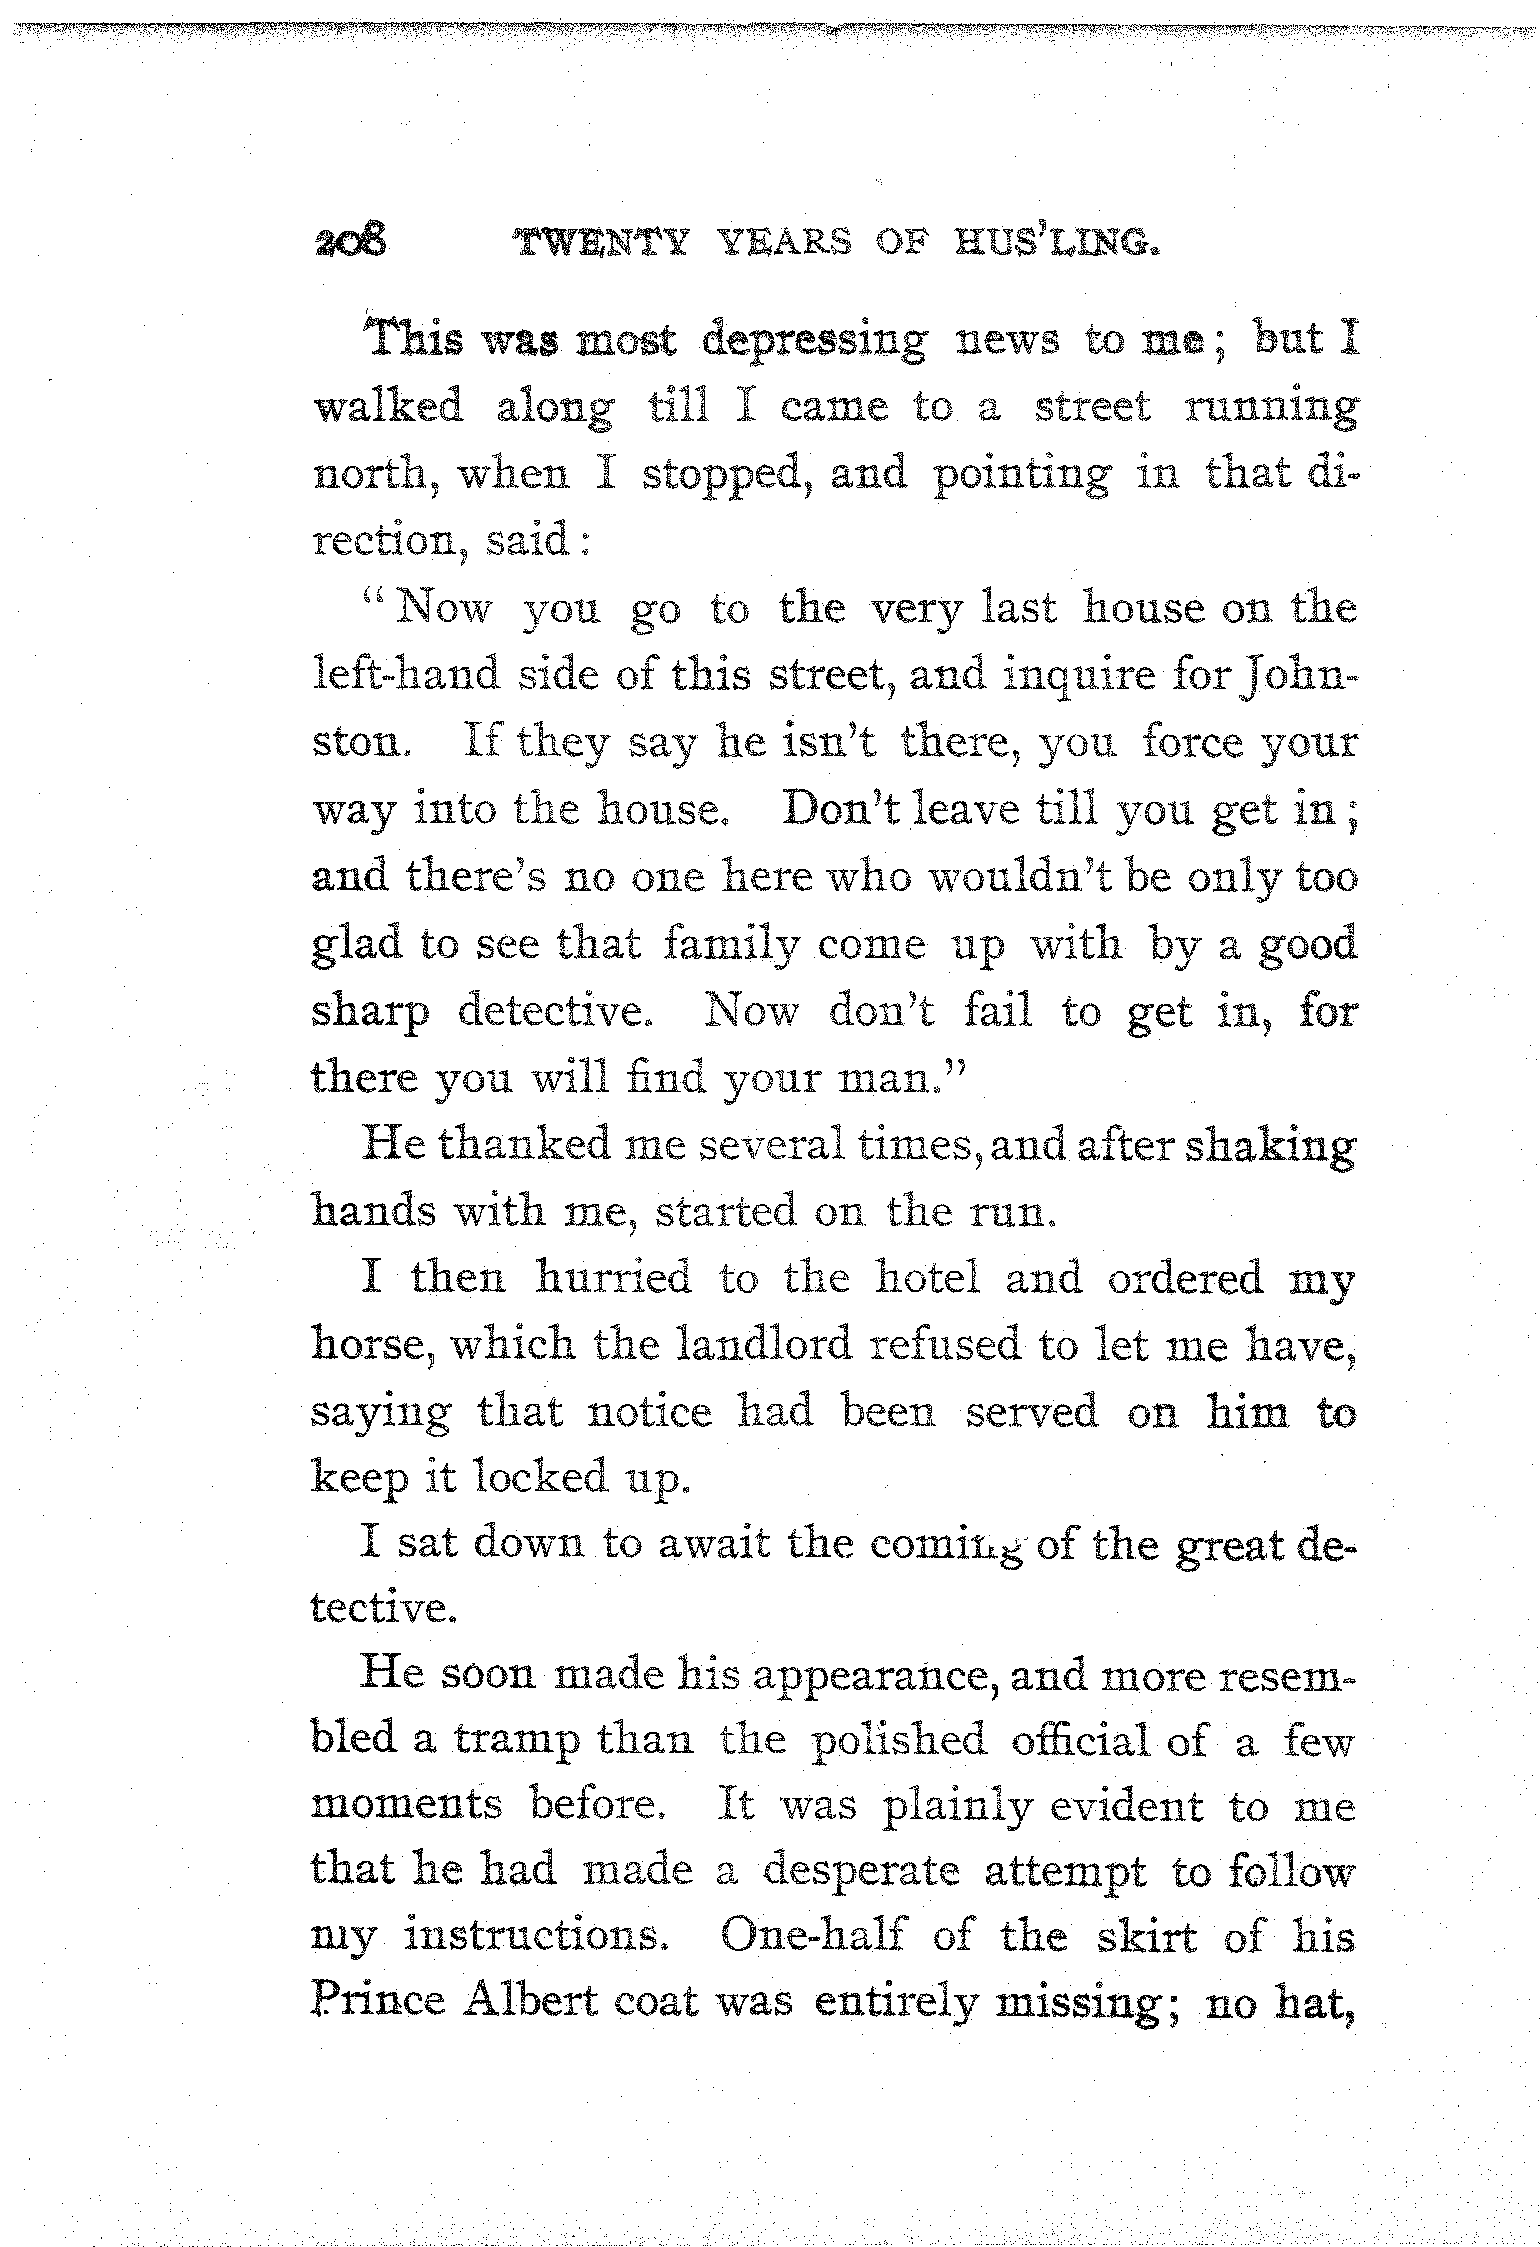 208 TWENTY YEARS OF HUS'LING.
This was most depressing news to me; but I
walked along till I came to a street running
north, when I stopped, and pointing in that di-
rection, said:
"Now you go to the very last house on the
left-hand side of this street, and inquire for John-
ston. If they say he isn't there, you force your
way into the house. Don't leave till you get in;
and there's no one here who wouldn't be only too
glad to see that family come up with by a good
sharp detective. Now don't fail to get in, for
there you will find your man."
He thanked me several times, and after shaking
hands with me, started on the run.
I then hurried to the hotel and ordered my
horse, which the landlord refused to let me have,
saying that notice had been served on him to
keep it locked up.
I sat down to await the coming of the great de-
tective.
He soon made his appearance, and more resem-
bled a tramp than the polished official of a few
moments before. It was plainly evident to me
that he had made a desperate attempt to follow
my instructions. One-half of the skirt of his
Prince Albert coat was entirely missing; no hat,